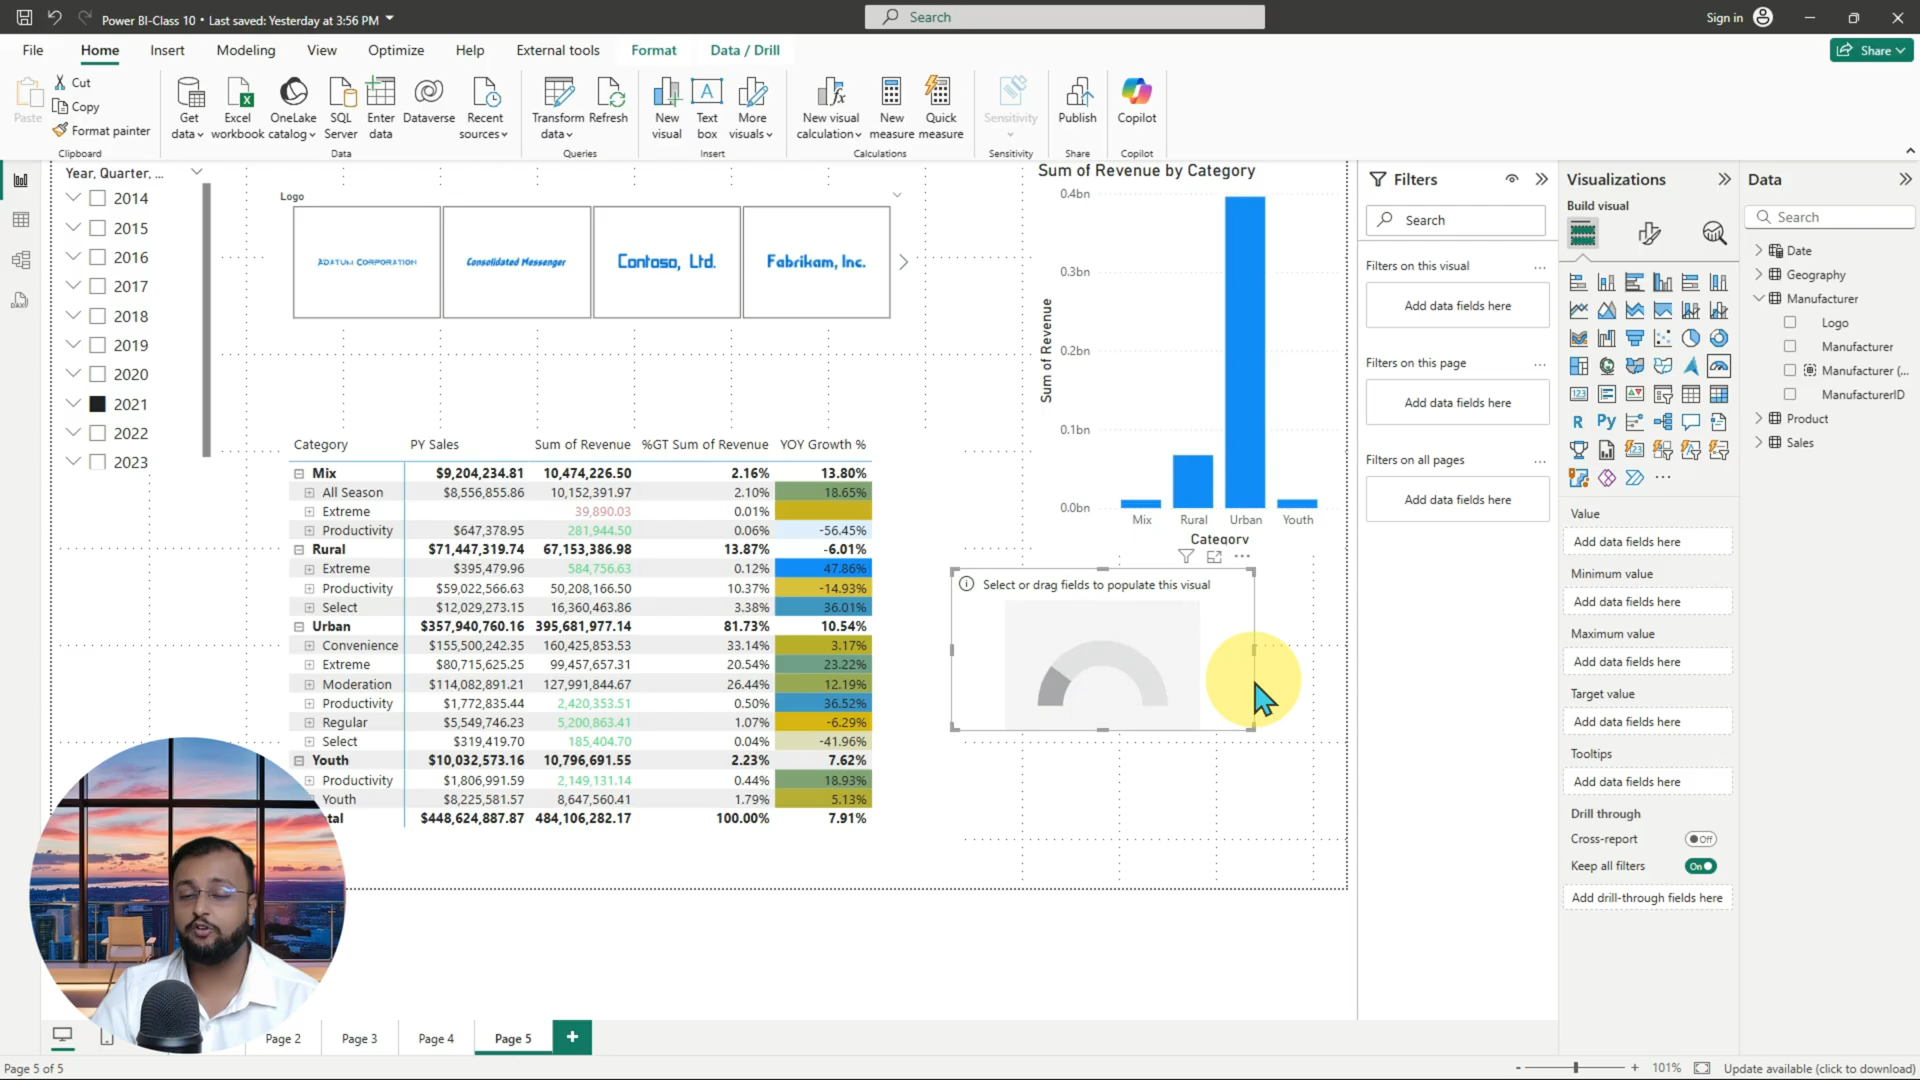 Power BI-Class 10 • Last saved: Yesterday at 3:56 PM
Search
Sign in
File Home Insert Modeling View Optimize Help External tools Format Data / Drill
Share
Paste
Cut
Copy
Format painter
Clipboard
Get data
Excel workbook
OneLake catalog
SQL Server
Enter data
Dataverse
Recent sources
Data
Transform data
Refresh
Queries
New visual
Text box
More visuals
Insert
New visual calculation
New measure
Quick measure
Calculations
Sensitivity
Sensitivity
Publish
Share
Copilot
Copilot
Year, Quarter, ...
2014
2015
2016
2017
2018
2019
2020
2021
2022
2023
Logo
ADATUM CORPORATION
Consolidated Messenger
Contoso, Ltd.
Fabrikam, Inc.
Category PY Sales Sum of Revenue %GT Sum of Revenue YOY Growth %
Mix $9,204,234.81 10,474,226.50 2.16% 13.80%
All Season $8,556,855.86 10,152,391.97 2.10% 18.65%
Extreme 39,890.03 0.01%
Productivity $647,378.95 281,944.50 0.06% -56.45%
Rural $71,447,319.74 67,153,386.98 13.87% -6.01%
Extreme $395,479.96 584,756.63 0.12% 47.86%
Productivity $59,022,566.63 50,208,166.50 10.37% -14.93%
Select $12,029,273.15 16,360,463.86 3.38% 36.01%
Urban $357,940,760.16 395,681,977.14 81.73% 10.54%
Convenience $155,500,242.35 160,425,853.53 33.14% 3.17%
Extreme $80,715,625.25 99,457,657.31 20.54% 23.22%
Moderation $114,082,891.21 127,991,844.67 26.44% 12.19%
Productivity $1,772,835.44 2,420,353.51 0.50% 36.52%
Regular $5,549,746.23 5,200,863.41 1.07% -6.29%
Select $319,419.70 185,404.70 0.04% -41.96%
Youth $10,032,573.16 10,796,691.55 2.23% 7.62%
Productivity $1,806,991.59 2,149,131.14 0.44% 18.93%
Youth $8,225,581.57 8,647,560.41 1.79% 5.13%
tal $448,624,887.87 484,106,282.17 100.00% 7.91%
Sum of Revenue by Category
Sum of Revenue
0.4bn
0.3bn
0.2bn
0.1bn
0.0bn
Mix Rural Urban Youth
Category
Select or drag fields to populate this visual
Filters
Search
Filters on this visual ...
Add data fields here
Filters on this page ...
Add data fields here
Filters on all pages ...
Add data fields here
Visualizations
Build visual
123
R Py
Value
Add data fields here
Minimum value
Add data fields here
Maximum value
Add data fields here
Target value
Add data fields here
Tooltips
Add data fields here
Drill through
Cross-report Off
Keep all filters On
Add drill-through fields here
Data
Search
Date
Geography
Manufacturer
Logo
Manufacturer
Manufacturer (...
ManufacturerID
Product
Sales
Page 2 Page 3 Page 4 Page 5 +
Page 5 of 5
- + 101% Update available (click to download)